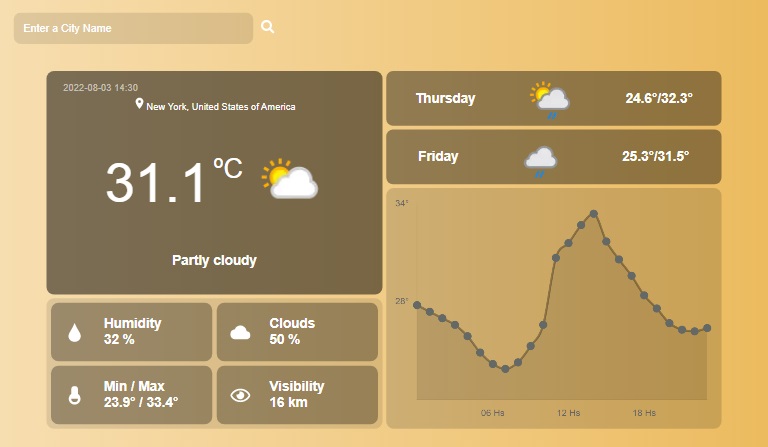 Enter a City Name
2022-08-03 14:30
New York, United States of America
31.1°C
Partly cloudy
Humidity
32 %
Clouds
50 %
Min / Max
23.9° / 33.4°
Visibility
16 km
Thursday
24.6°/32.3°
Friday
25.3°/31.5°
34°
28°
06 Hs
12 Hs
18 Hs